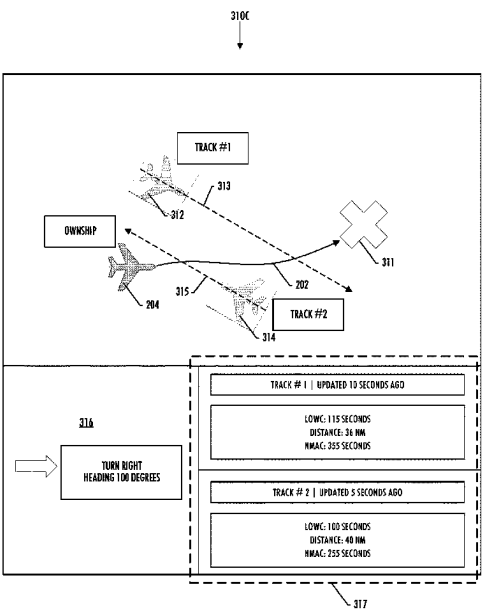 310C
TRACK #1
313
312
OWNSHIP
311
202
315
204
TRACK #2
314
TRACK # 1 | UPDATED 10 SECONDS AGO
316
LOWC: 115 SECONDS
DISTANCE: 36 NM
NMAC: 355 SECONDS
TURN RIGHT
HEADING 100 DEGREES
TRACK # 2 | UPDATED 5 SECONDS AGO
LOWC: 100 SECONDS
DISTANCE: 40 NM
NMAC: 255 SECONDS
317